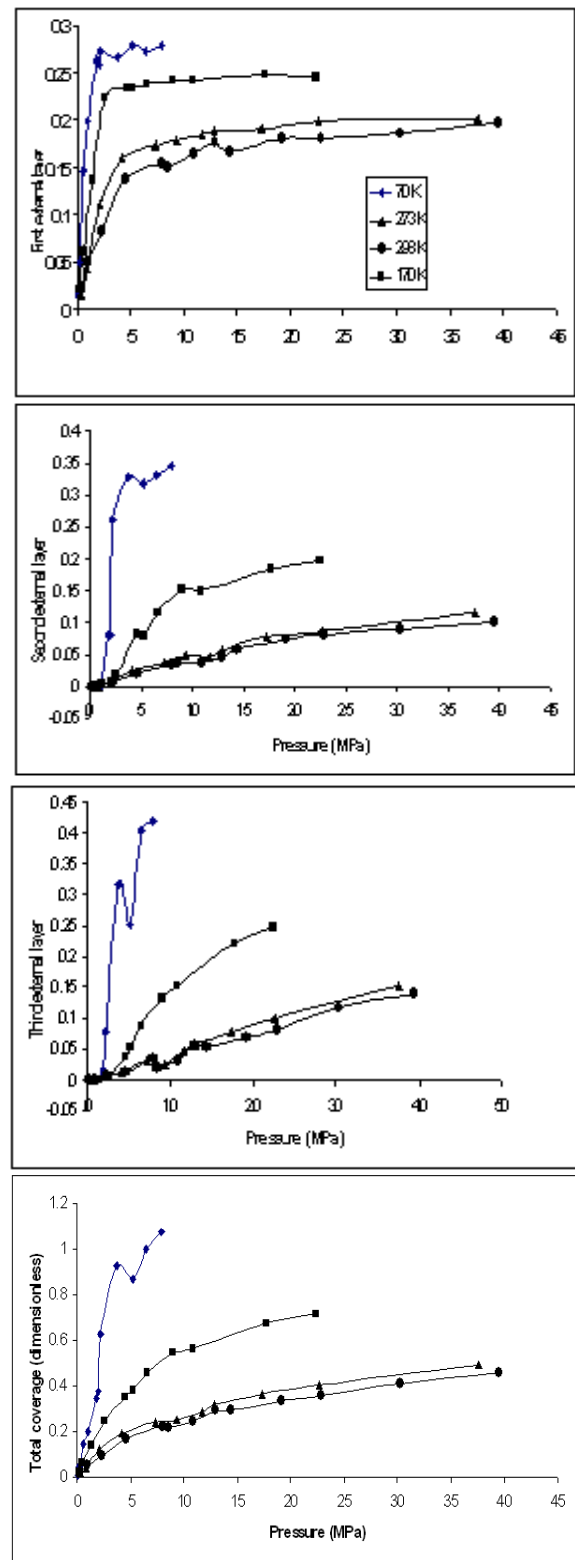 0.3
0.25
0.2
0.15
0.1
0.05
0
First external layer
70K
273K
298K
170K
0 5 10 15 20 25 30 35 40 45
0.4
0.35
0.3
0.25
0.2
0.15
0.1
0.05
0
-0.05
Second external layer
0 5 10 15 20 25 30 35 40 45
Pressure (MPa)
0.45
0.4
0.35
0.3
0.25
0.2
0.15
0.1
0.05
0
-0.05
Third external layer
0 10 20 30 40 50
Pressure (MPa)
1.2
1
0.8
0.6
0.4
0.2
0
Total coverage (dimensionless)
0 5 10 15 20 25 30 35 40 45
Pressure (MPa)